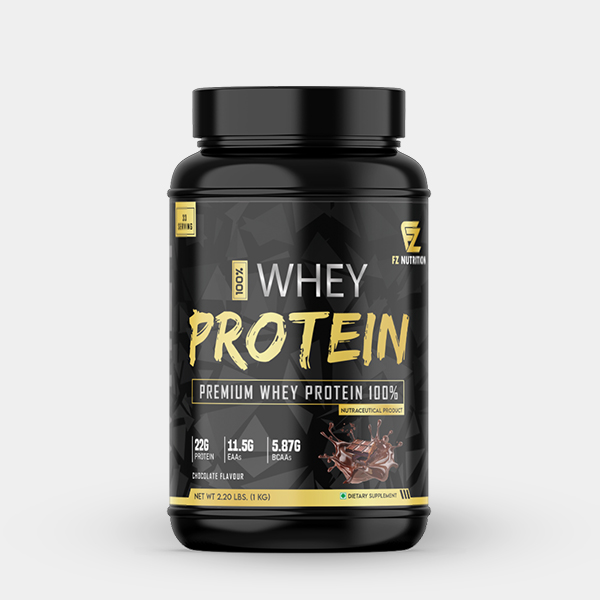 33
SERVING
FZ NUTRITION
100%
WHEY
PROTEIN
PREMIUM WHEY PROTEIN 100%
NUTRACEUTICAL PRODUCT
22G
PROTEIN
11.5G
EAAs
5.87G
BCAAs
CHOCOLATE FLAVOUR
NET WT 2.20 LBS. (1 KG)
DIETARY SUPPLEMENT